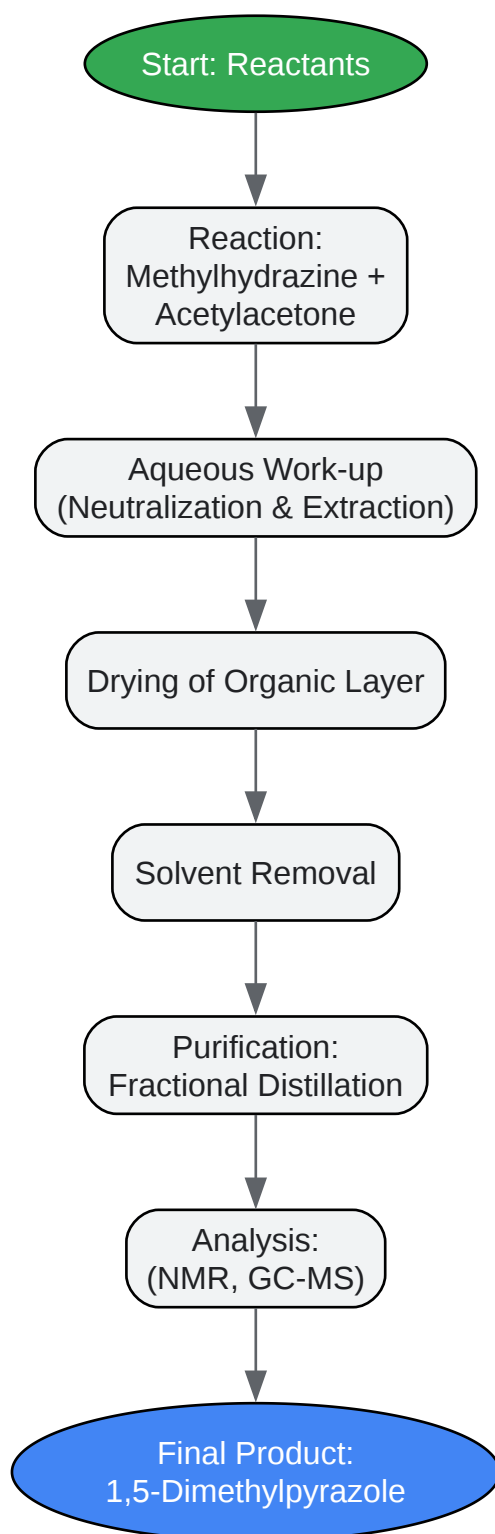 Start: Reactants
Reaction:
Methylhydrazine +
Acetylacetone
Aqueous Work-up
(Neutralization & Extraction)
Drying of Organic Layer
Solvent Removal
Purification:
Fractional Distillation
Analysis:
(NMR, GC-MS)
Final Product:
1,5-Dimethylpyrazole